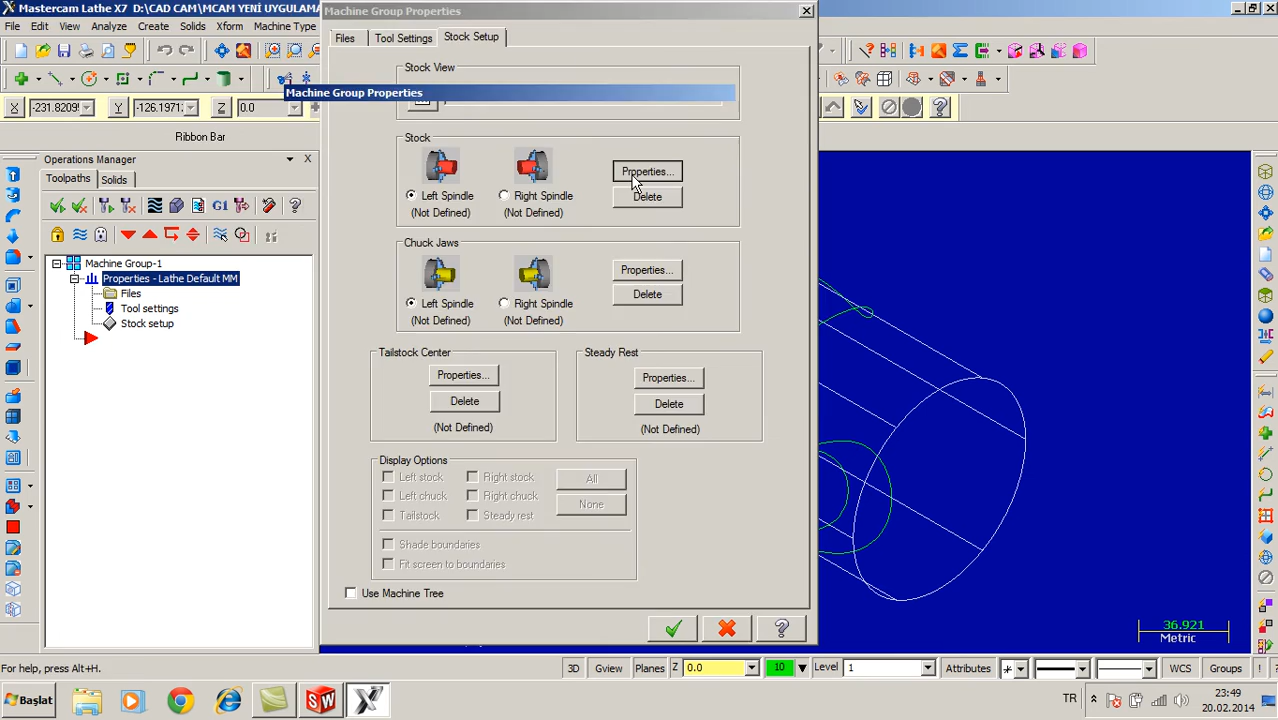 Mastercam Lathe X7 D:\CAD CAM\MCAM YENİ UYGULAMA
Machine Group Properties
File Edit View Analyze Create Solids Xform Machine Type
Files Tool Settings Stock Setup
Stock View
Machine Group Properties
X -231.8209 Y -126.1971 Z 0.0
Ribbon Bar
Operations Manager
Toolpaths Solids
G1
Machine Group-1
Properties - Lathe Default MM
Files
Tool settings
Stock setup
Stock
Properties...
Left Spindle Right Spindle Delete
(Not Defined) (Not Defined)
Chuck Jaws
Properties...
Delete
Left Spindle Right Spindle
(Not Defined) (Not Defined)
Tailstock Center Steady Rest
Properties... Properties...
Delete Delete
(Not Defined) (Not Defined)
Display Options
Left stock Right stock All
Left chuck Right chuck None
Tailstock Steady rest
Shade boundaries
Fit screen to boundaries
Use Machine Tree
36.921
Metric
For help, press Alt+H. 3D Gview Planes Z 0.0 10 Level 1 Attributes WCS Groups
Başlat SW TR 23:49
20.02.2014